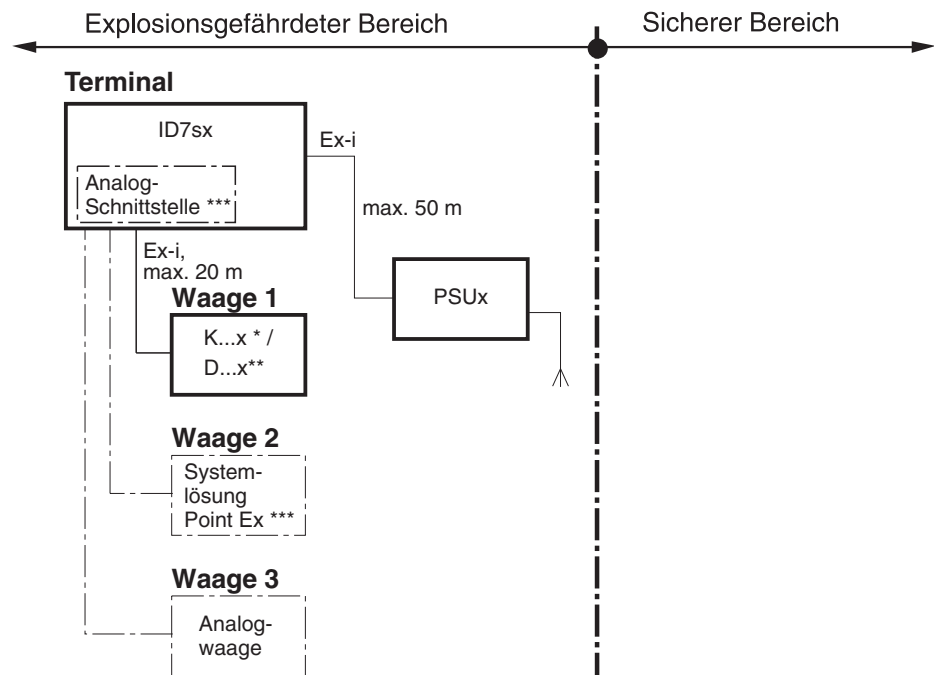 Explosionsgefährdeter Bereich
Sicherer Bereich
Terminal
ID7sx
Ex-i
Analog-
Schnittstelle ***
max. 50 m
Ex-i,
max. 20 m
Waage 1
PSUx
K...x * /
D...x**
Waage 2
System-
lösung
Point Ex ***
Waage 3
Analog-
waage